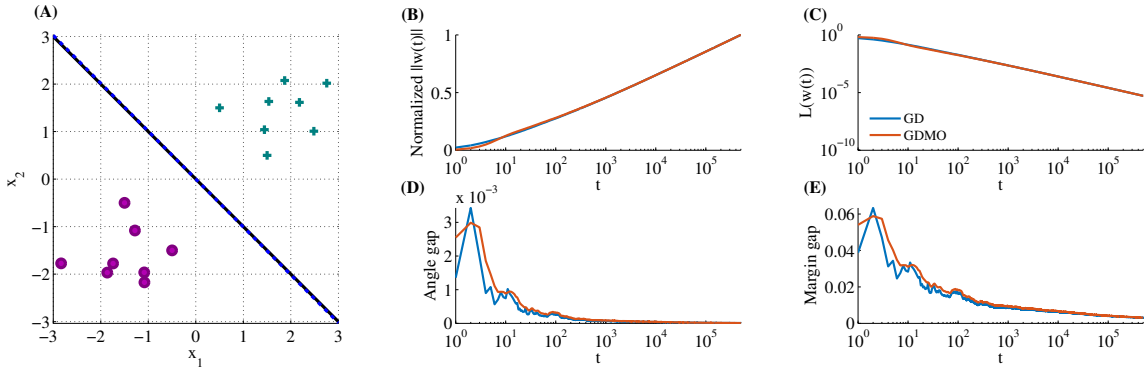 (A)
3
2
1
0
−1
−2
−3
−3 −2 −1 0 1 2 3
x_1
x_2
(B)
1
0.5
0
10^0 10^1 10^2 10^3 10^4 10^5
t
Normalized ||w(t)||
(C)
10^0
10^−5
10^−10
10^0 10^1 10^2 10^3 10^4 10^5
t
L(w(t))
GD
GDMO
(D)
x 10^−3
3
2
1
0
10^0 10^1 10^2 10^3 10^4 10^5
t
Angle gap
(E)
0.06
0.04
0.02
0
10^0 10^1 10^2 10^3 10^4 10^5
t
Margin gap